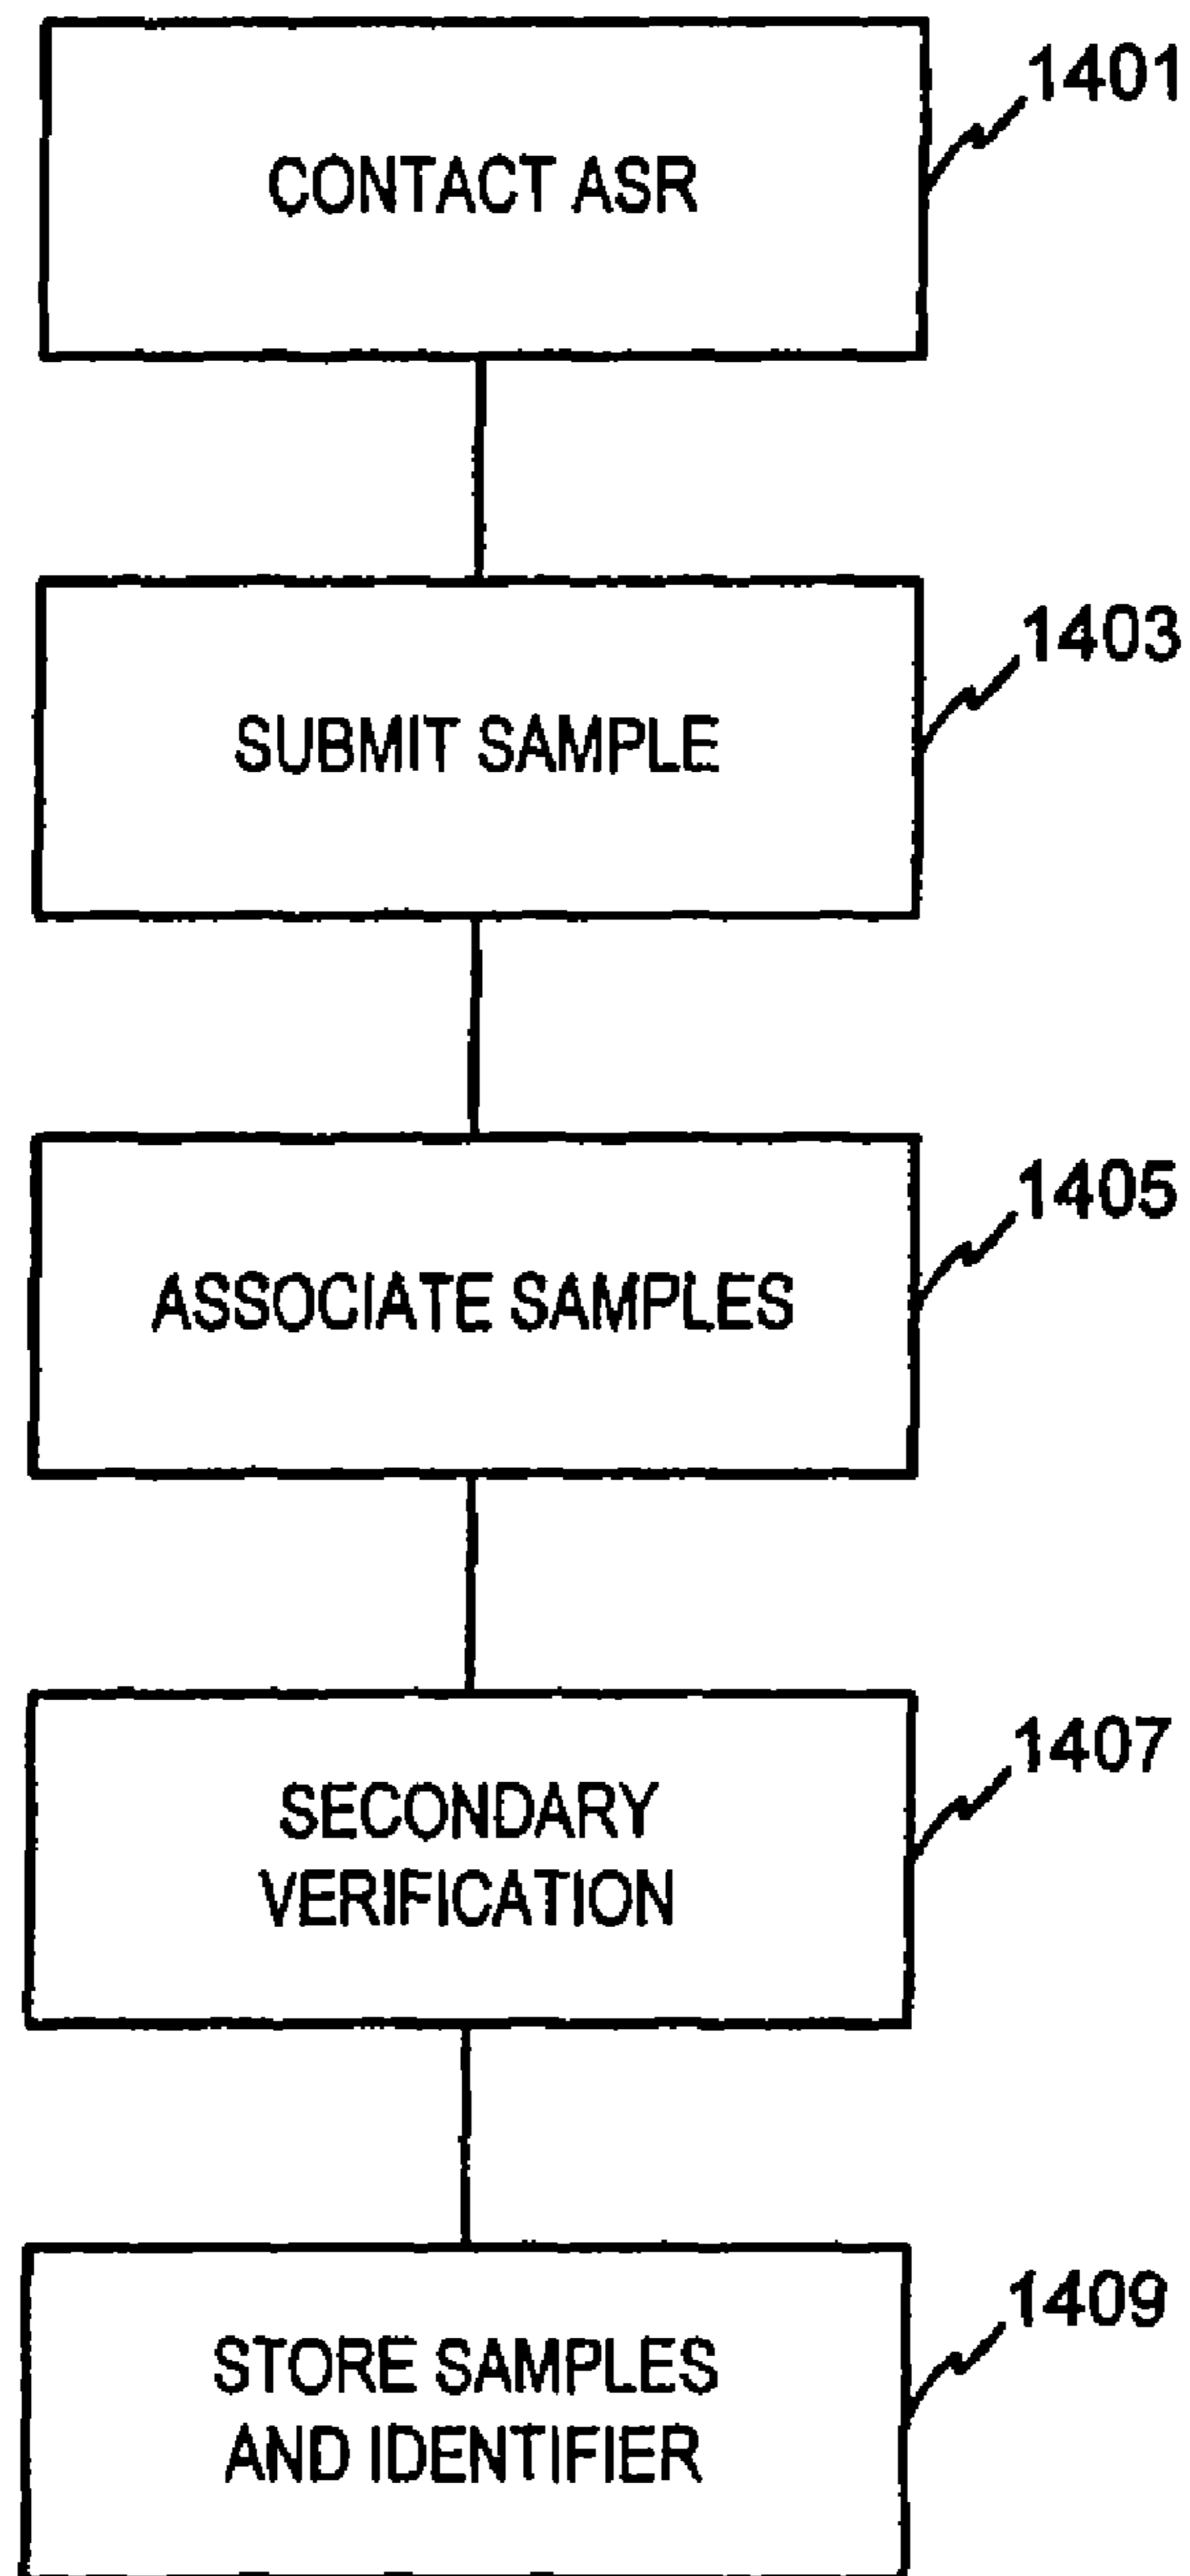 1401
CONTACT ASR
1403
SUBMIT SAMPLE
1405
ASSOCIATE SAMPLES
1407
SECONDARY
VERIFICATION
1409
STORE SAMPLES
AND IDENTIFIER